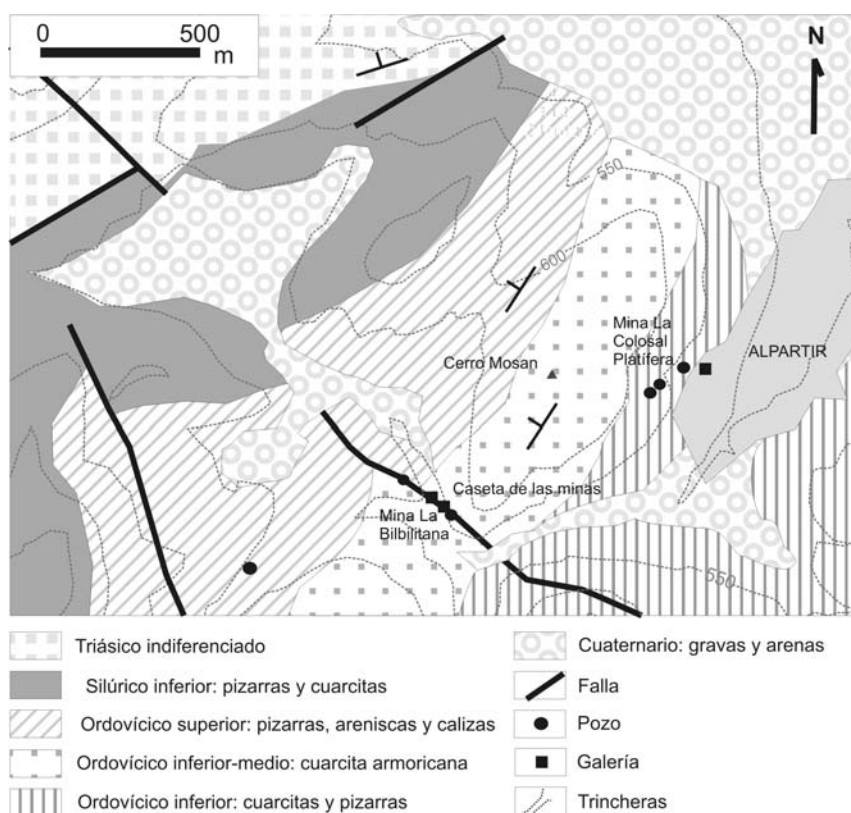 0 500
m
N
550
600
Mina La
Colosal
Platífera
Cerro Mosan
ALPARTIR
Caseta de las minas
Mina La
Bilbilitana
550
Triásico indiferenciado
Silúrico inferior: pizarras y cuarcitas
Ordovícico superior: pizarras, areniscas y calizas
Ordovícico inferior-medio: cuarcita armoricana
Ordovícico inferior: cuarcitas y pizarras
Cuaternario: gravas y arenas
Falla
Pozo
Galería
Trincheras